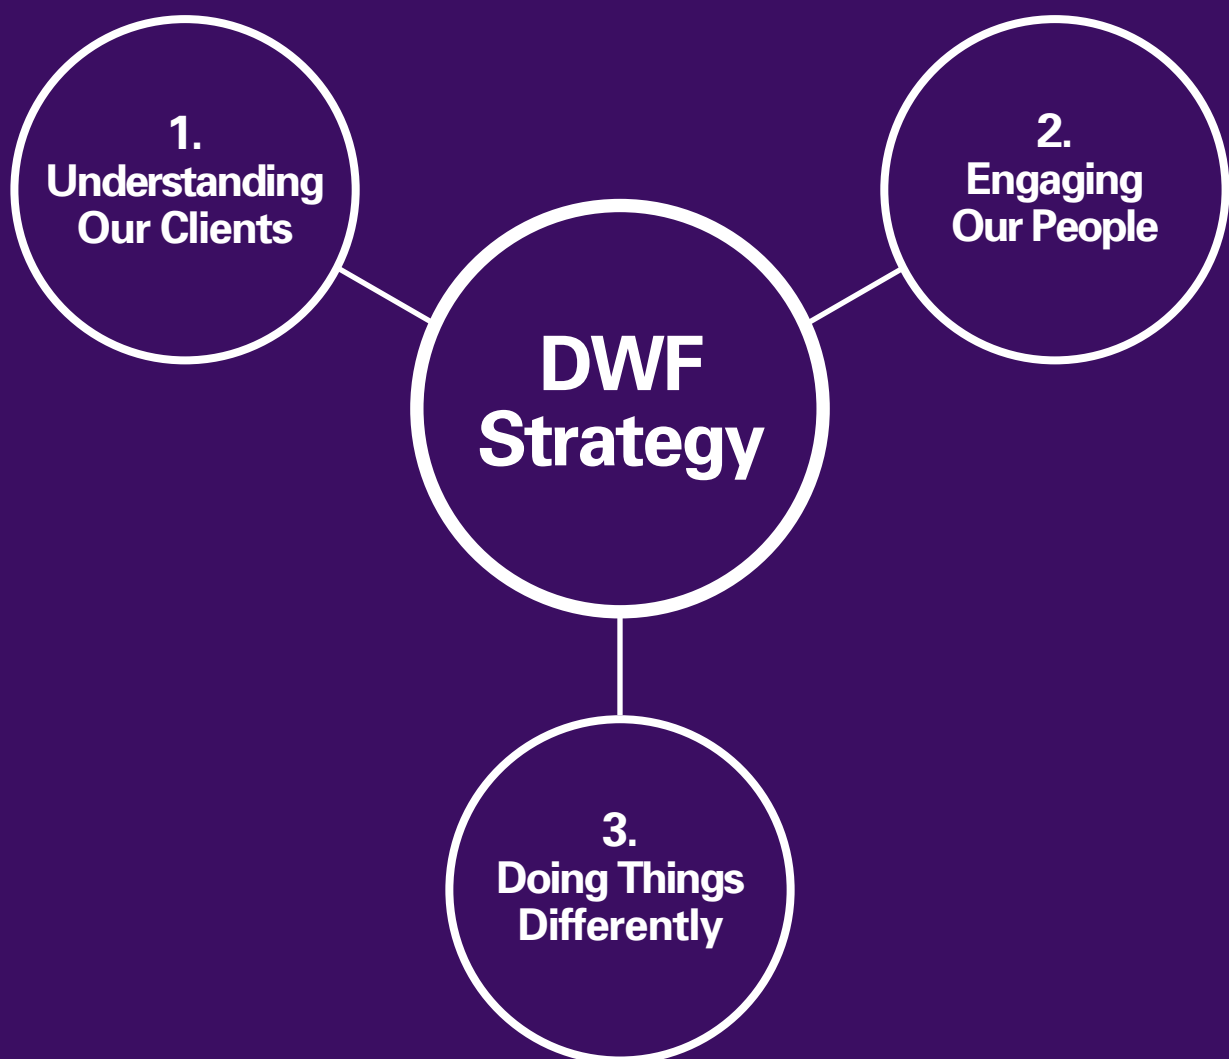 1.
Understanding
Our Clients
2.
Engaging
Our People
DWF
Strategy
3.
Doing Things
Differently